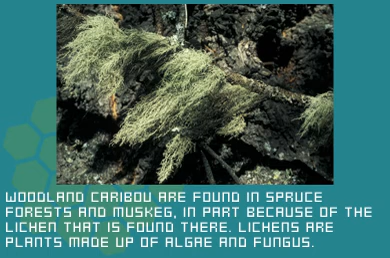 WOODLAND CARIBOU ARE FOUND IN SPRUCE
FORESTS AND MUSKEG, IN PART BECAUSE OF THE
LICHEN THAT IS FOUND THERE. LICHENS ARE
PLANTS MADE UP OF ALGAE AND FUNGUS.